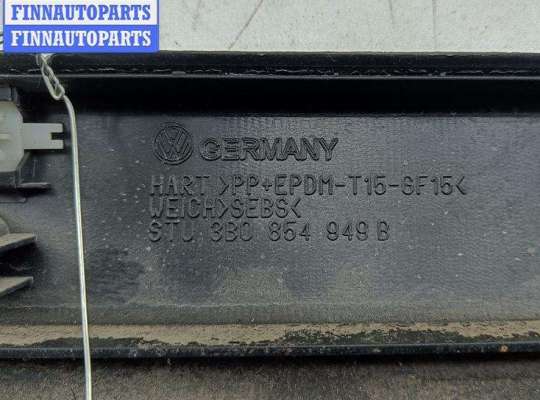 FINNAUTOPARTS
FINNAUTOPARTS
GERMANY
HART >PP+EPDM-T15-GF15<
WEICH>SEBS<
STU 3B0 854 949 B